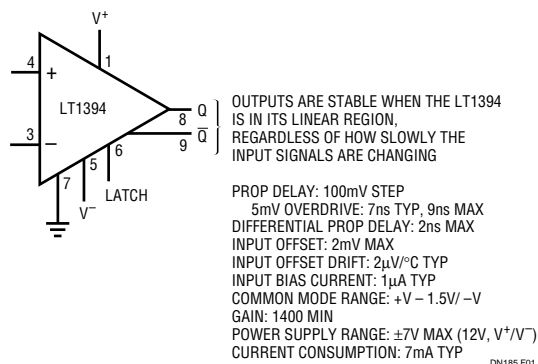 V+
4
+
1
LT1394
8
Q
3
–
9
Q̅
5
6
7
V–
LATCH
OUTPUTS ARE STABLE WHEN THE LT1394
IS IN ITS LINEAR REGION,
REGARDLESS OF HOW SLOWLY THE
INPUT SIGNALS ARE CHANGING
PROP DELAY: 100mV STEP
5mV OVERDRIVE: 7ns TYP, 9ns MAX
DIFFERENTIAL PROP DELAY: 2ns MAX
INPUT OFFSET: 2mV MAX
INPUT OFFSET DRIFT: 2µV/°C TYP
INPUT BIAS CURRENT: 1µA TYP
COMMON MODE RANGE: +V – 1.5V/ –V
GAIN: 1400 MIN
POWER SUPPLY RANGE: ±7V MAX (12V, V+/V–)
CURRENT CONSUMPTION: 7mA TYP
DN185 F01